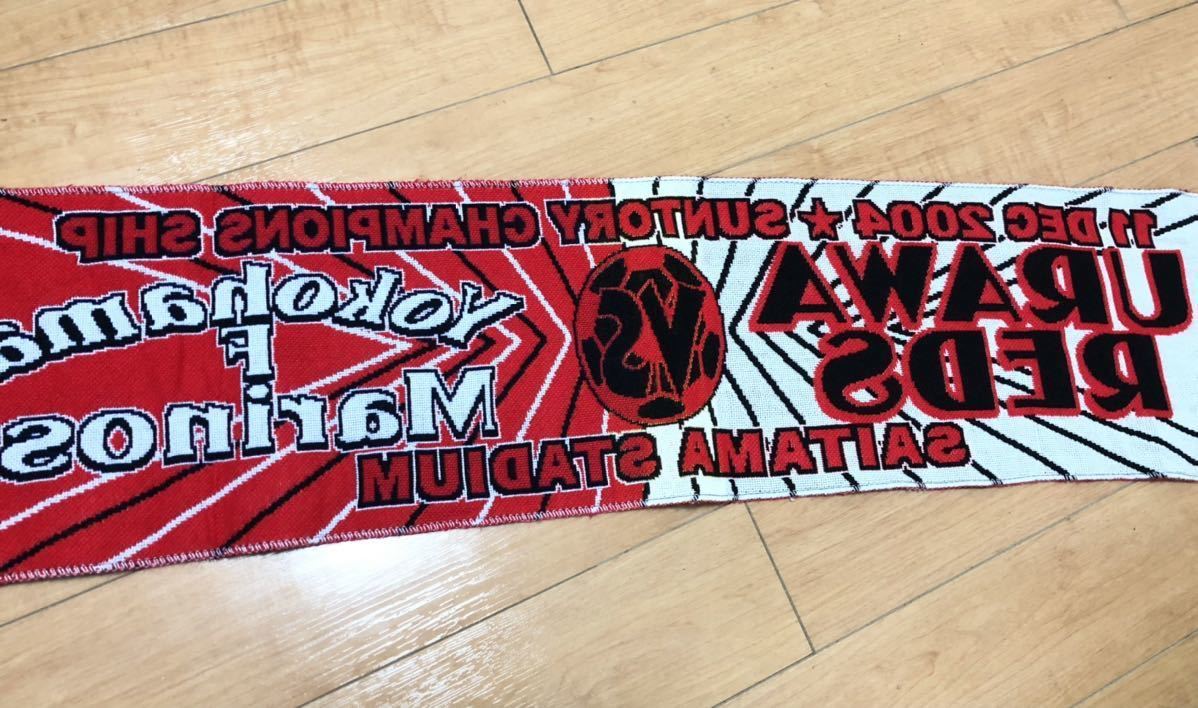 11 DEC 2004 ★ SUNTORY CHAMPIONS SHIP
URAWA
REDS
VS
Yokohama
F
Marinos
SAITAMA STADIUM